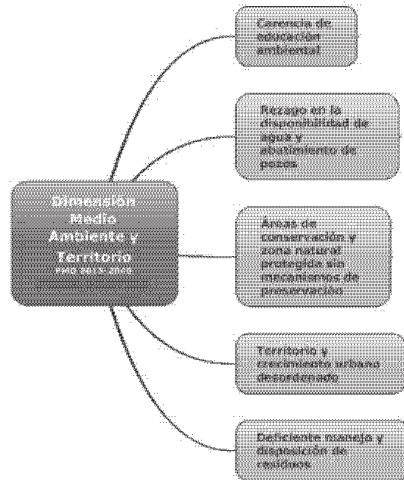 Carencia de
educación
ambiental
Rezago en la
disponibilidad de
agua y
abatimiento de
pozos
Dimensión
Medio
Ambiente y
Territorio
Áreas de
conservación y
zona natural
protegida sin
mecanismos de
preservación
Territorio y
crecimiento urbano
desordenado
Deficiente manejo y
disposición de
residuos